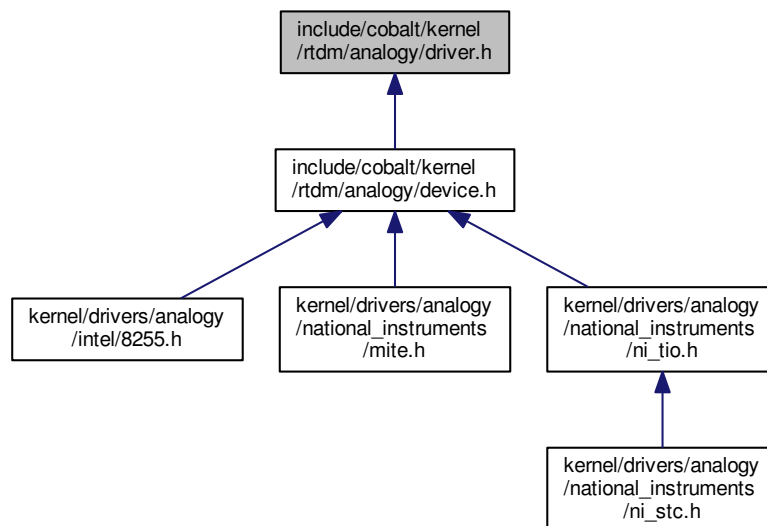 include/cobalt/kernel
/rtdm/analogy/driver.h
include/cobalt/kernel
/rtdm/analogy/device.h
kernel/drivers/analogy
/intel/8255.h
kernel/drivers/analogy
/national_instruments
/mite.h
kernel/drivers/analogy
/national_instruments
/ni_tio.h
kernel/drivers/analogy
/national_instruments
/ni_stc.h